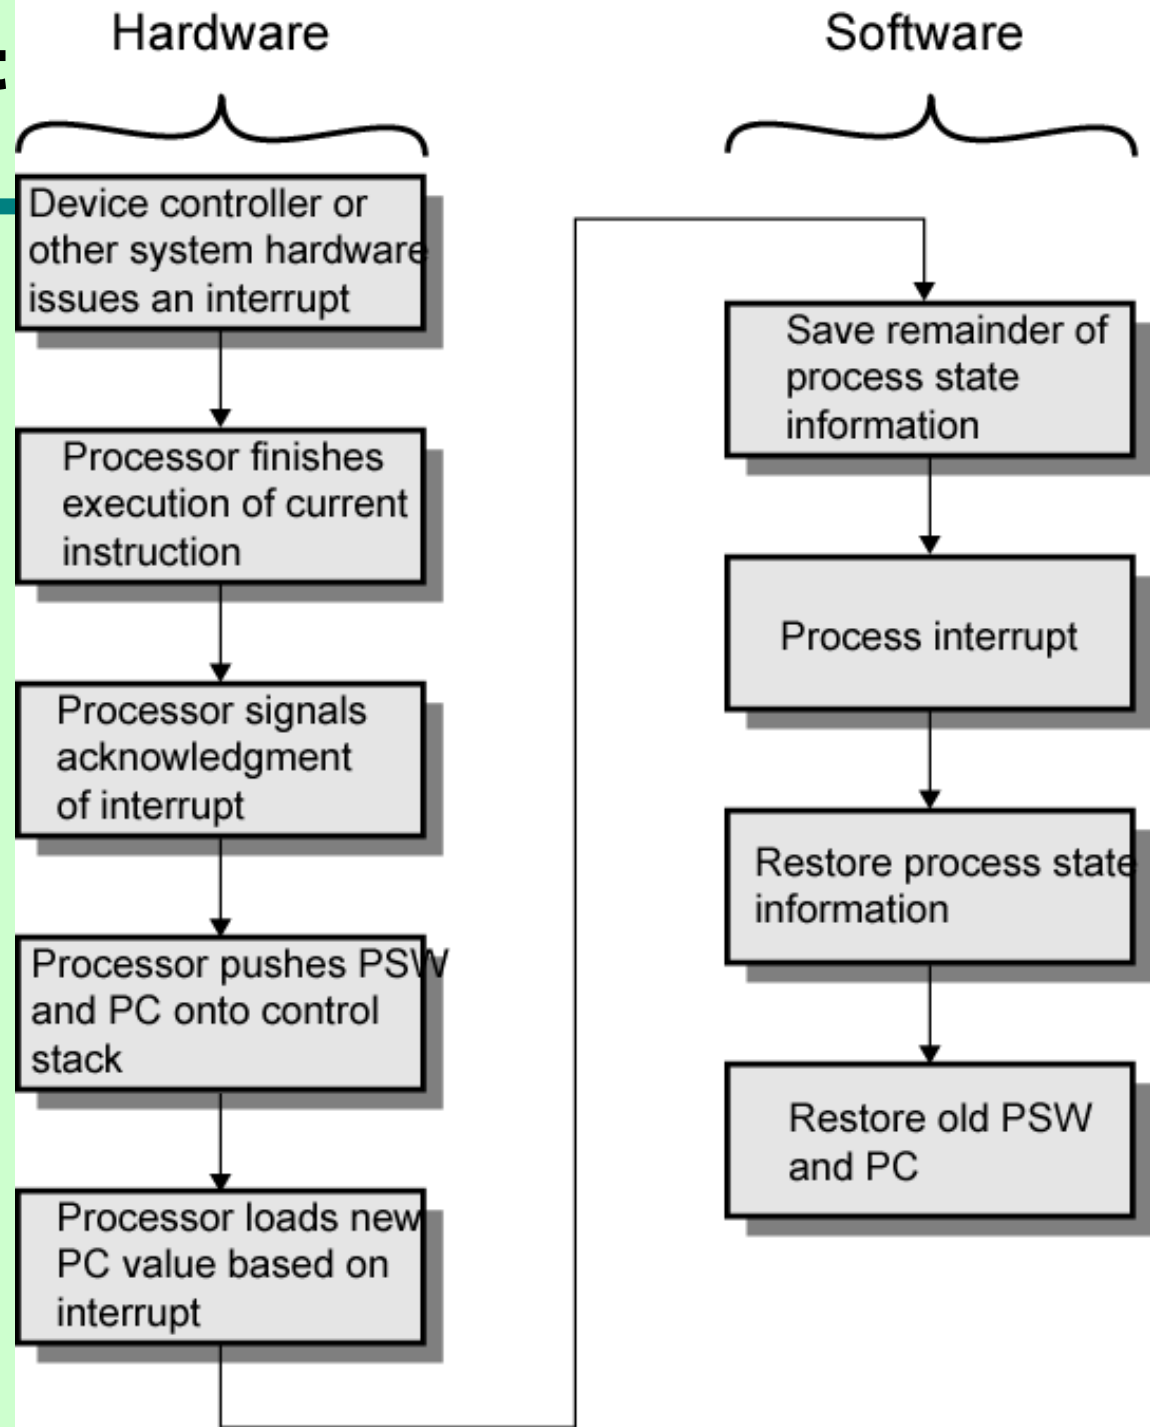 Hardware
Device controller or
other system hardware
issues an interrupt
Processor finishes
execution of current
instruction
Processor signals
acknowledgment
of interrupt
Processor pushes PSW
and PC onto control
stack
Processor loads new
PC value based on
interrupt
Software
Save remainder of
process state
information
Process interrupt
Restore process state
information
Restore old PSW
and PC